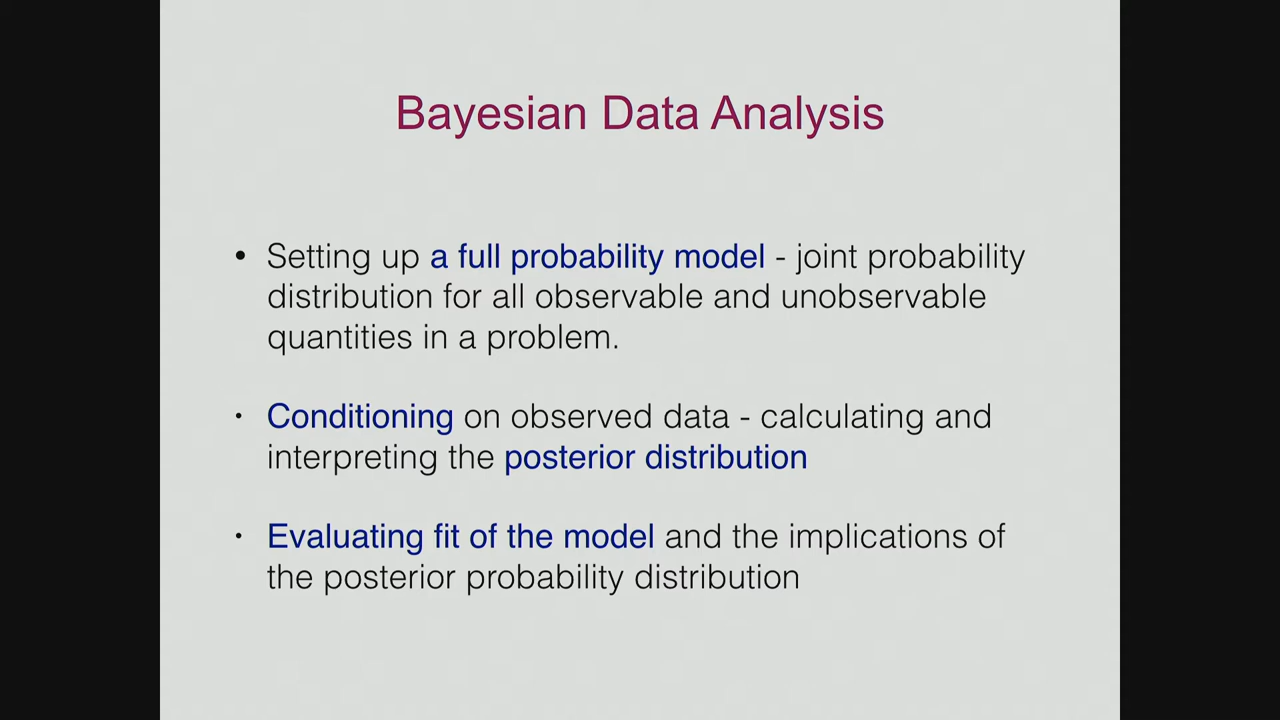 Bayesian Data Analysis
• Setting up a full probability model - joint probability
distribution for all observable and unobservable
quantities in a problem.
• Conditioning on observed data - calculating and
interpreting the posterior distribution
• Evaluating fit of the model and the implications of
the posterior probability distribution